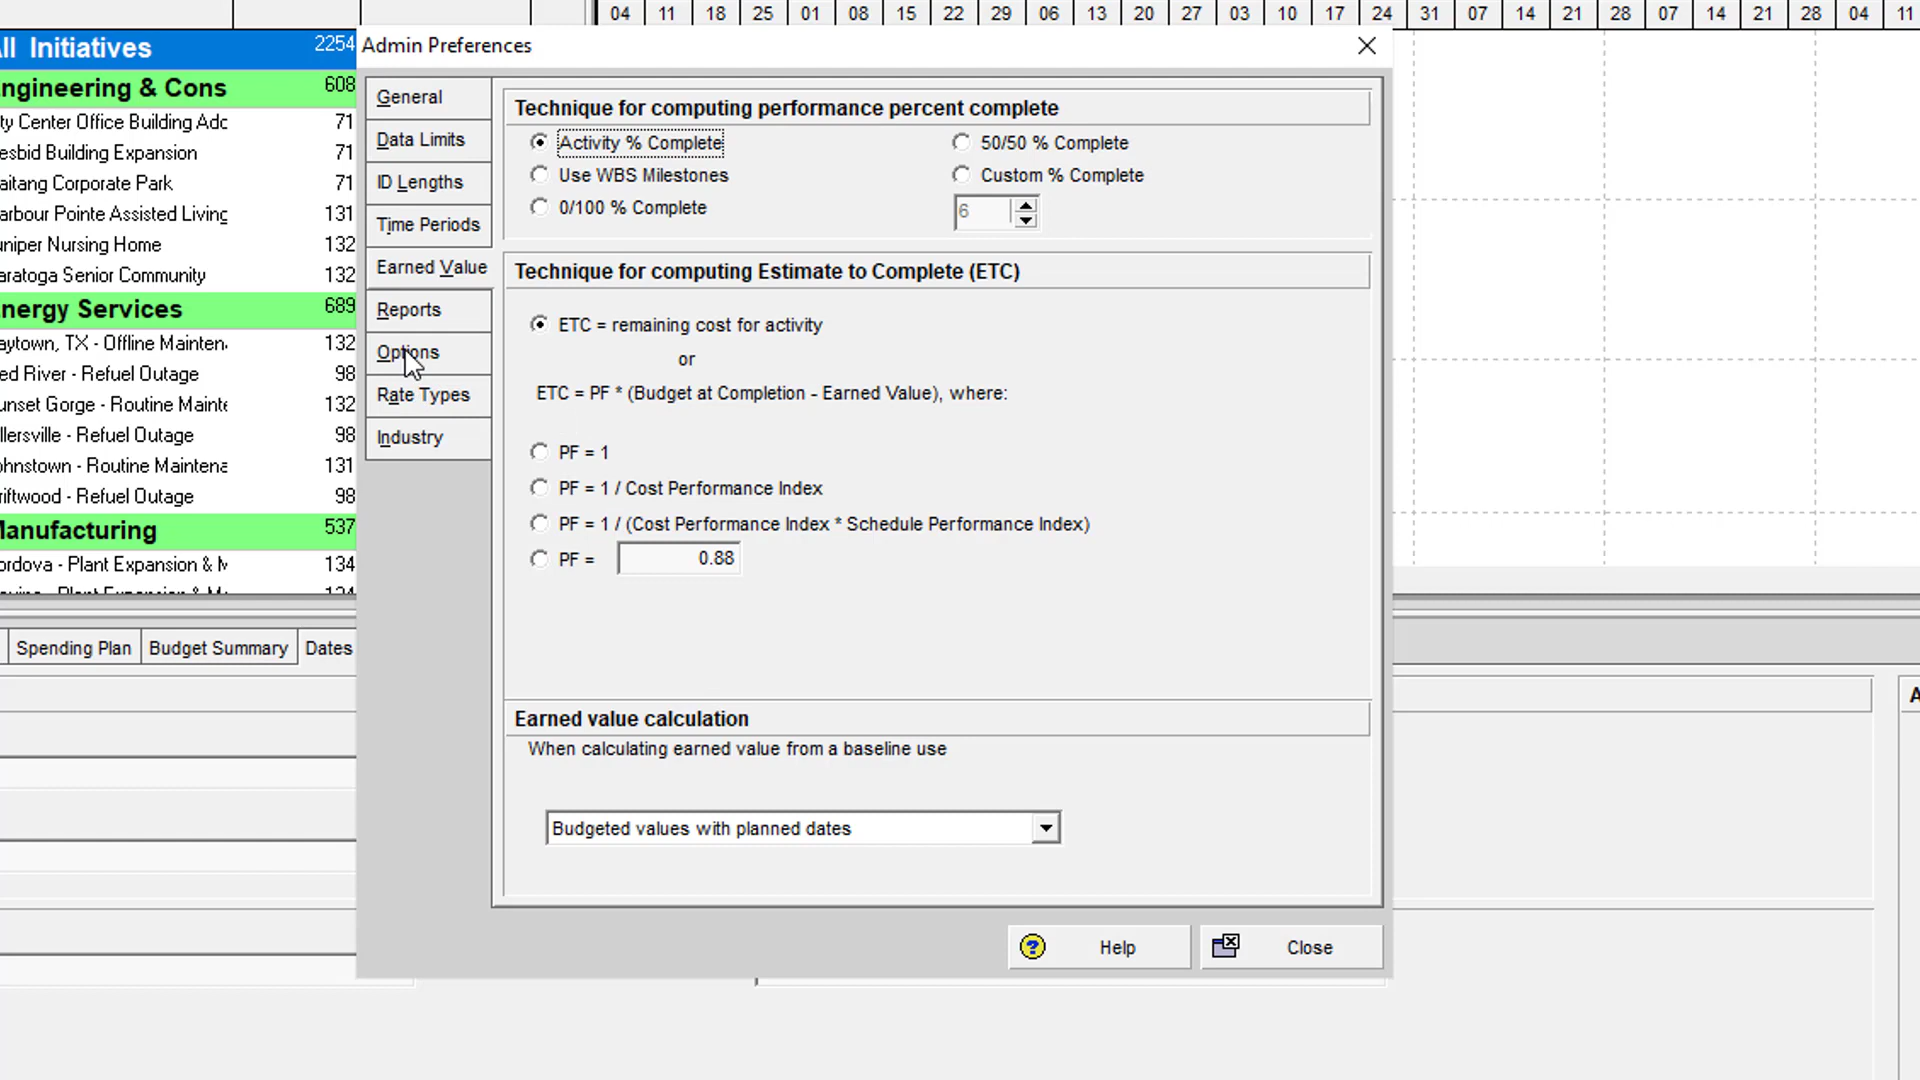 04 11 18 25 01 08 15 22 29 06 13 20 27 03 10 17 24 31 07 14 21 28 07 14 21 28 04 11
ll Initiatives 2254
ngineering & Cons 608
ty Center Office Building Adc 71
esbid Building Expansion 71
aitang Corporate Park 71
arbour Pointe Assisted Living 131
uniper Nursing Home 132
aratoga Senior Community 132
nergy Services 689
aytown, TX - Offline Mainten 132
ed River - Refuel Outage 98
unset Gorge - Routine Mainte 132
llersville - Refuel Outage 98
ohnstown - Routine Maintena 131
riftwood - Refuel Outage 98
Manufacturing 537
ordova - Plant Expansion & M 134
Plant Expansion & M 134
Spending Plan Budget Summary Dates
Admin Preferences
General
Data Limits
ID Lengths
Time Periods
Earned Value
Reports
Options
Rate Types
Industry
Technique for computing performance percent complete
Activity % Complete 50/50 % Complete
Use WBS Milestones Custom % Complete
0/100 % Complete 6
Technique for computing Estimate to Complete (ETC)
ETC = remaining cost for activity
or
ETC = PF * (Budget at Completion - Earned Value), where:
PF = 1
PF = 1 / Cost Performance Index
PF = 1 / (Cost Performance Index * Schedule Performance Index)
PF = 0.88
Earned value calculation
When calculating earned value from a baseline use
Budgeted values with planned dates
Help Close
A